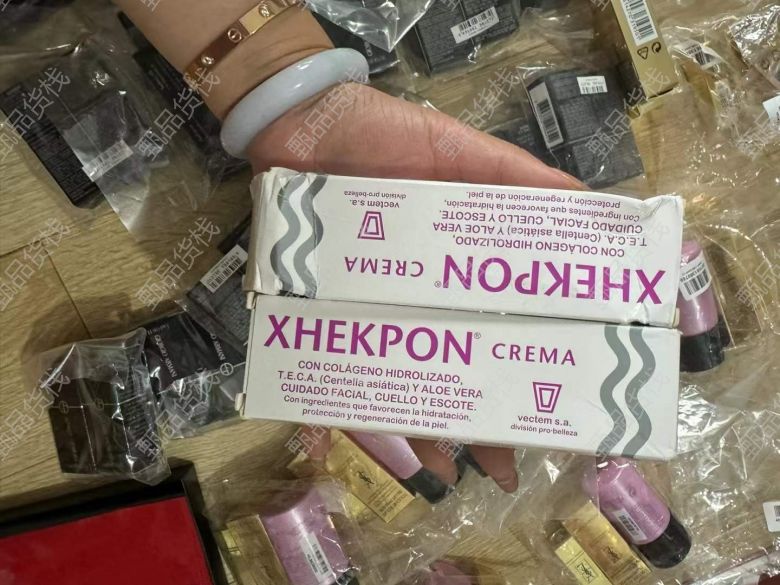 XHEKPON® CREMA
CON COLÁGENO HIDROLIZADO,
T.E.C.A. (Centella asiática) Y ALOE VERA
CUIDADO FACIAL, CUELLO Y ESCOTE.
Con ingredientes que favorecen la hidratación,
protección y regeneración de la piel.
vectem s.a.
división pro·belleza
XHEKPON® CREMA
CON COLÁGENO HIDROLIZADO,
T.E.C.A. (Centella asiática) Y ALOE VERA
CUIDADO FACIAL, CUELLO Y ESCOTE.
Con ingredientes que favorecen la hidratación,
protección y regeneración de la piel.
vectem s.a.
división pro·belleza
GIORGIO ARMANI
甄品货栈